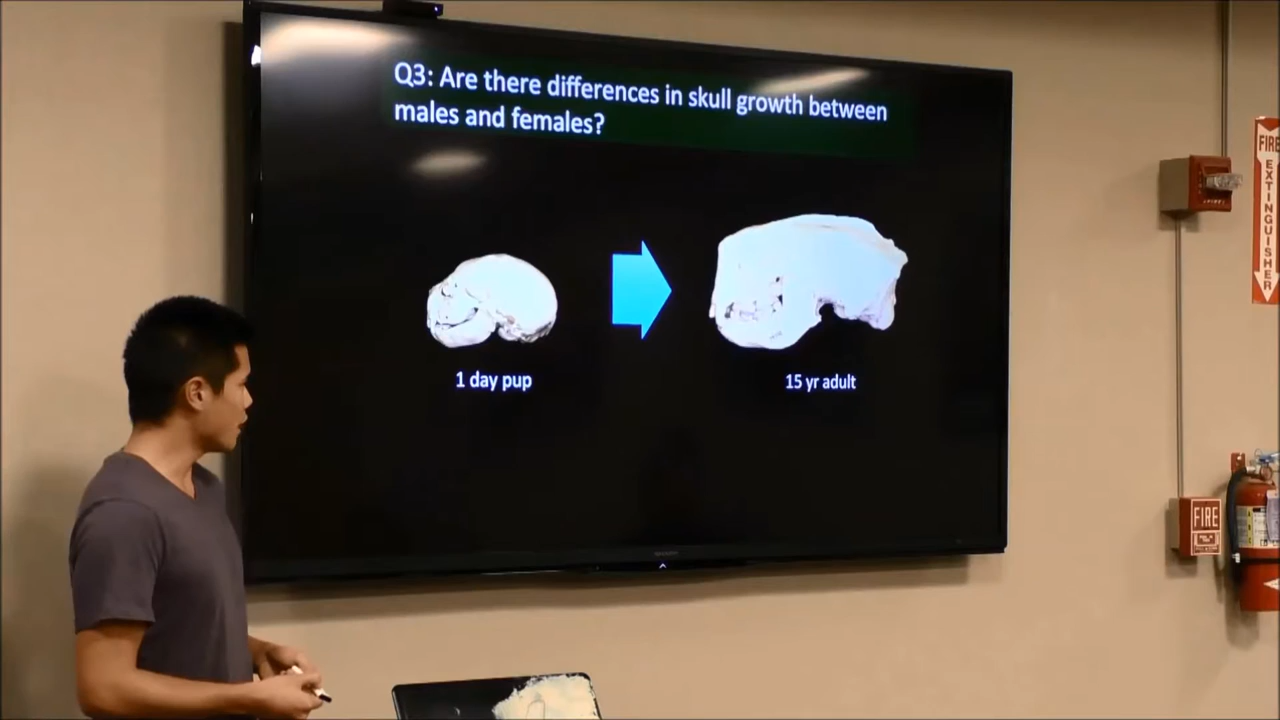 Q3: Are there differences in skull growth between
males and females?
1 day pup
15 yr adult
FIRE
EXTINGUISHER
FIRE